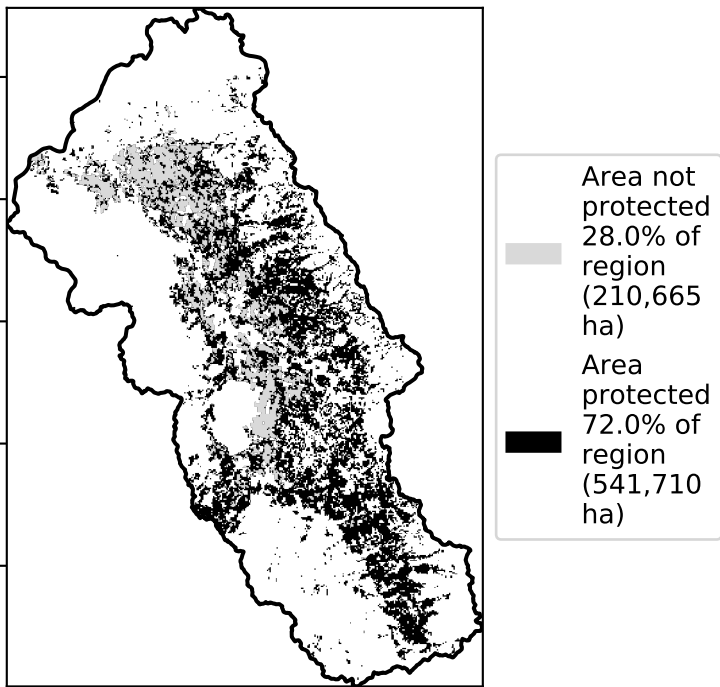 Area not
protected
28.0% of
region
(210,665
ha)
Area
protected
72.0% of
region
(541,710
ha)